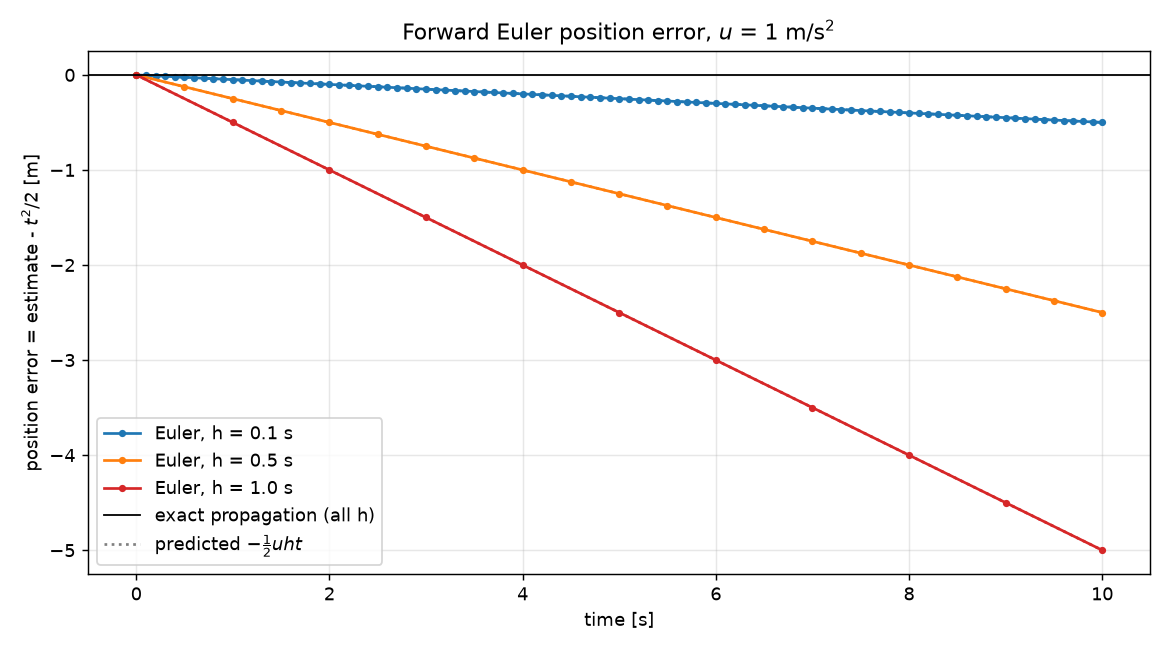 Forward Euler position error, u = 1 m/s²
position error = estimate - t²/2 [m]
0
−1
−2
−3
−4
−5
Euler, h = 0.1 s
Euler, h = 0.5 s
Euler, h = 1.0 s
exact propagation (all h)
predicted −½uht
0 2 4 6 8 10
time [s]